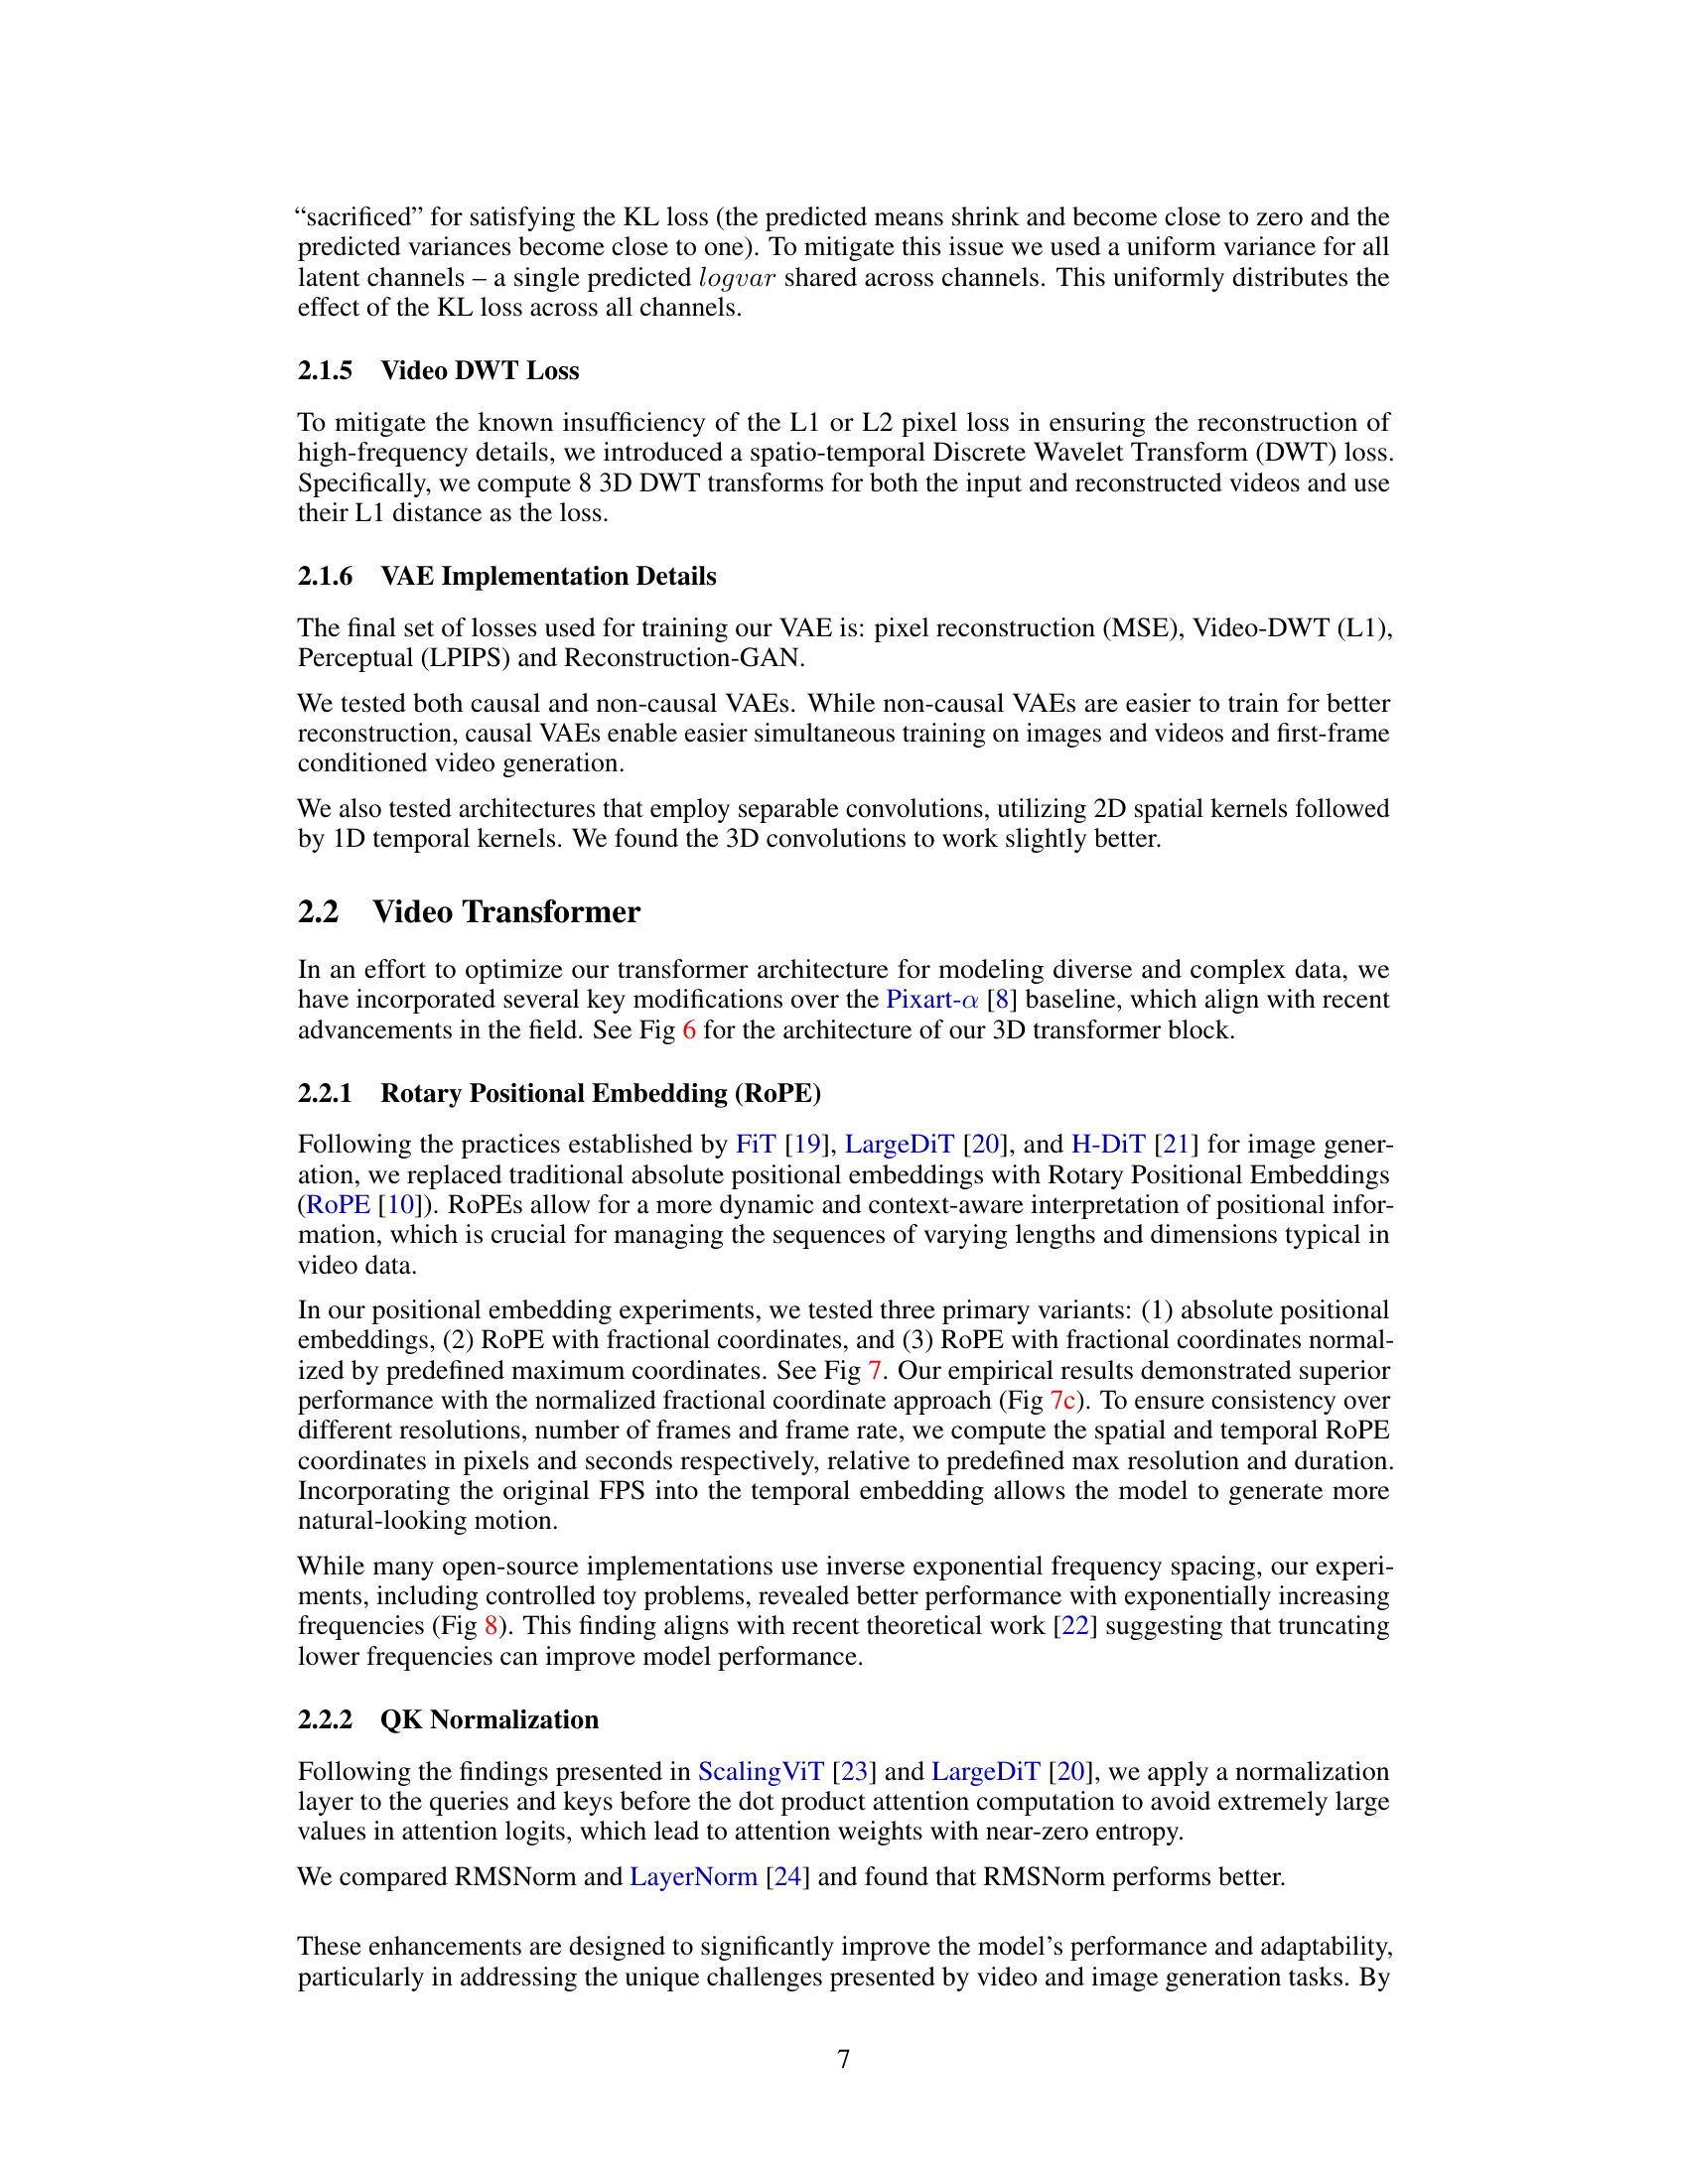 “sacrificed” for satisfying the KL loss (the predicted means shrink and become close to zero and the
predicted variances become close to one). To mitigate this issue we used a uniform variance for all
latent channels – a single predicted logvar shared across channels. This uniformly distributes the
effect of the KL loss across all channels.
2.1.5 Video DWT Loss
To mitigate the known insufficiency of the L1 or L2 pixel loss in ensuring the reconstruction of
high-frequency details, we introduced a spatio-temporal Discrete Wavelet Transform (DWT) loss.
Specifically, we compute 8 3D DWT transforms for both the input and reconstructed videos and use
their L1 distance as the loss.
2.1.6 VAE Implementation Details
The final set of losses used for training our VAE is: pixel reconstruction (MSE), Video-DWT (L1),
Perceptual (LPIPS) and Reconstruction-GAN.
We tested both causal and non-causal VAEs. While non-causal VAEs are easier to train for better
reconstruction, causal VAEs enable easier simultaneous training on images and videos and first-frame
conditioned video generation.
We also tested architectures that employ separable convolutions, utilizing 2D spatial kernels followed
by 1D temporal kernels. We found the 3D convolutions to work slightly better.
2.2 Video Transformer
In an effort to optimize our transformer architecture for modeling diverse and complex data, we
have incorporated several key modifications over the Pixart-α [8] baseline, which align with recent
advancements in the field. See Fig 6 for the architecture of our 3D transformer block.
2.2.1 Rotary Positional Embedding (RoPE)
Following the practices established by FiT [19], LargeDiT [20], and H-DiT [21] for image gener-
ation, we replaced traditional absolute positional embeddings with Rotary Positional Embeddings
(RoPE [10]). RoPEs allow for a more dynamic and context-aware interpretation of positional infor-
mation, which is crucial for managing the sequences of varying lengths and dimensions typical in
video data.
In our positional embedding experiments, we tested three primary variants: (1) absolute positional
embeddings, (2) RoPE with fractional coordinates, and (3) RoPE with fractional coordinates normal-
ized by predefined maximum coordinates. See Fig 7. Our empirical results demonstrated superior
performance with the normalized fractional coordinate approach (Fig 7c). To ensure consistency over
different resolutions, number of frames and frame rate, we compute the spatial and temporal RoPE
coordinates in pixels and seconds respectively, relative to predefined max resolution and duration.
Incorporating the original FPS into the temporal embedding allows the model to generate more
natural-looking motion.
While many open-source implementations use inverse exponential frequency spacing, our experi-
ments, including controlled toy problems, revealed better performance with exponentially increasing
frequencies (Fig 8). This finding aligns with recent theoretical work [22] suggesting that truncating
lower frequencies can improve model performance.
2.2.2 QK Normalization
Following the findings presented in ScalingViT [23] and LargeDiT [20], we apply a normalization
layer to the queries and keys before the dot product attention computation to avoid extremely large
values in attention logits, which lead to attention weights with near-zero entropy.
We compared RMSNorm and LayerNorm [24] and found that RMSNorm performs better.
These enhancements are designed to significantly improve the model’s performance and adaptability,
particularly in addressing the unique challenges presented by video and image generation tasks. By
7